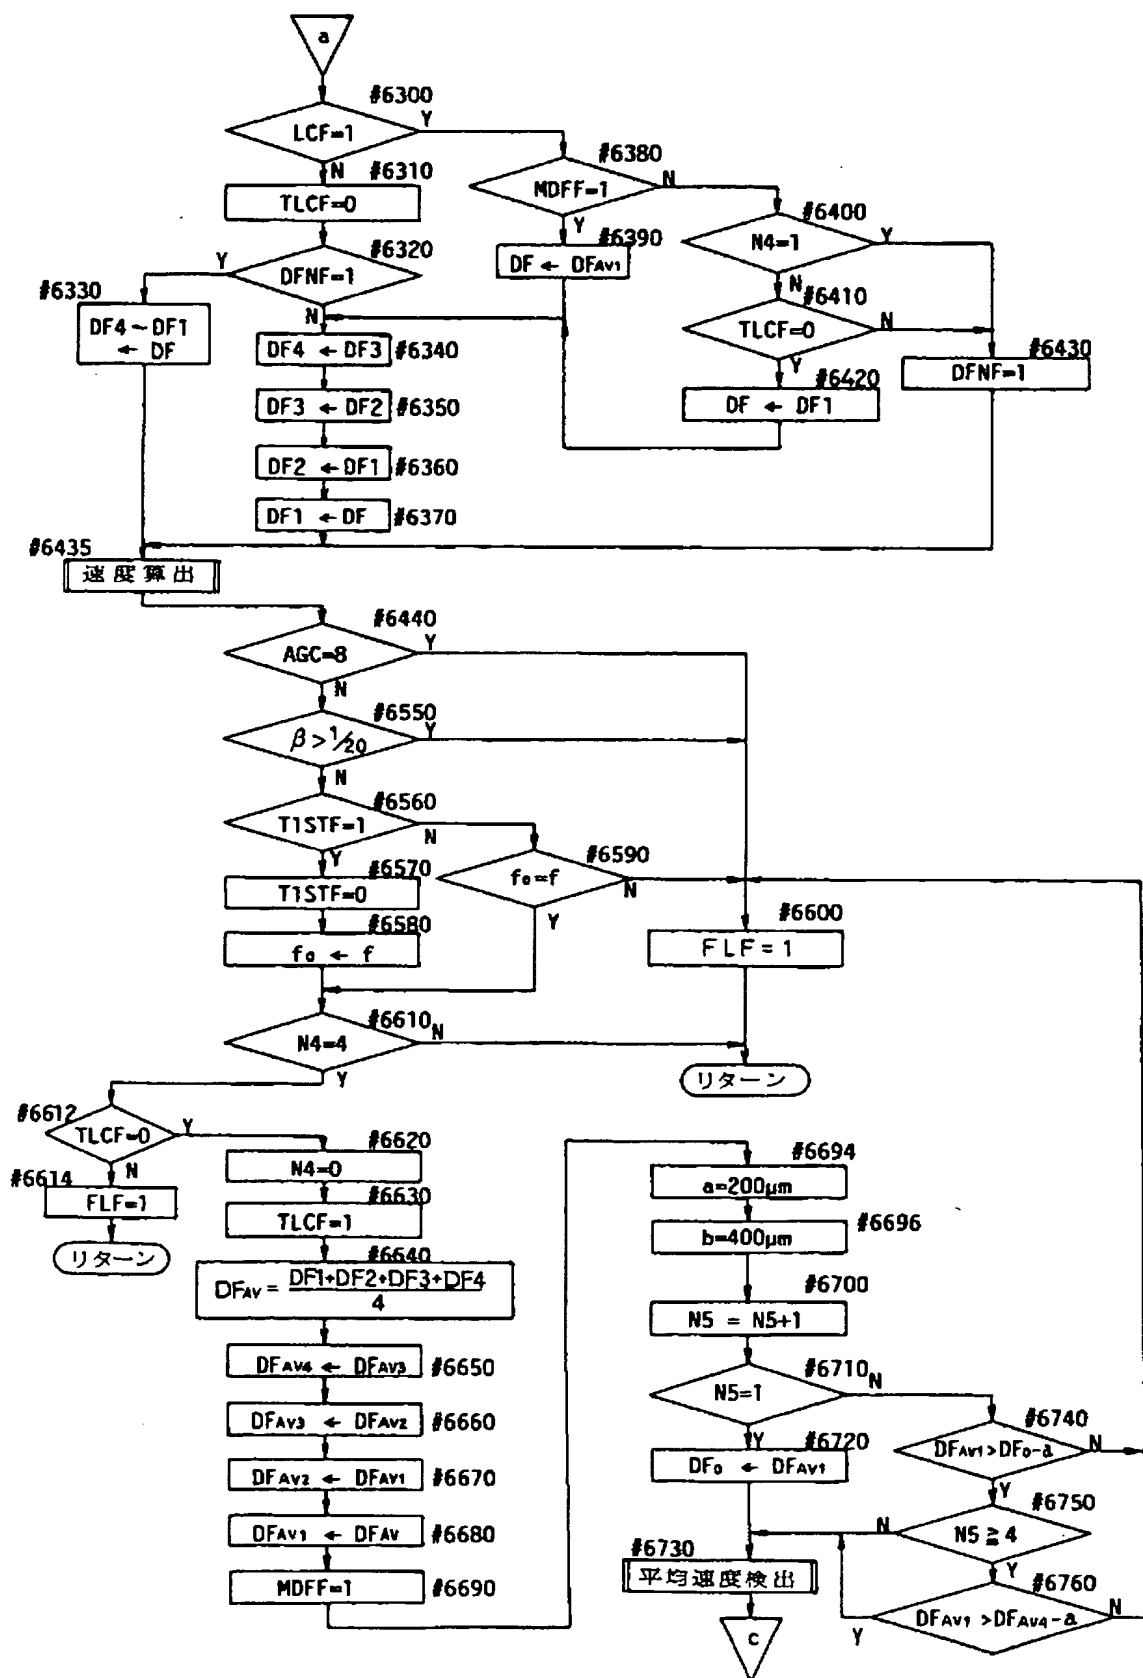 a
#6300
LCF=1
Y
N
#6310
TLCF=0
#6320
DFNF=1
Y
N
#6330
DF4~DF1
← DF
DF4 ← DF3
#6340
DF3 ← DF2
#6350
DF2 ← DF1
#6360
DF1 ← DF
#6370
#6380
MDFF=1
N
Y
#6390
DF ← DFAV1
#6400
N4=1
Y
N
#6410
TLCF=0
N
Y
#6420
DF ← DF1
#6430
DFNF=1
#6435
速度算出
#6440
AGC=8
Y
N
#6550
β>1/20
Y
N
#6560
T1STF=1
N
Y
#6570
T1STF=0
#6580
fo ← f
#6590
fo=f
N
Y
#6600
FLF=1
#6610
N4=4
N
Y
リターン
#6612
TLCF=0
Y
N
#6614
FLF=1
リターン
#6620
N4=0
#6630
TLCF=1
#6640
DFAV = DF1+DF2+DF3+DF4
4
DFAV4 ← DFAV3
#6650
DFAV3 ← DFAV2
#6660
DFAV2 ← DFAV1
#6670
DFAV1 ← DFAV
#6680
MDFF=1
#6690
#6694
a=200μm
#6696
b=400μm
#6700
N5 = N5+1
#6710
N5=1
N
Y
#6720
DFo ← DFAV1
#6730
平均速度検出
c
#6740
DFAV1>DFo-a
N
Y
#6750
N5≧4
N
Y
#6760
DFAV1>DFAV4-a
N
Y